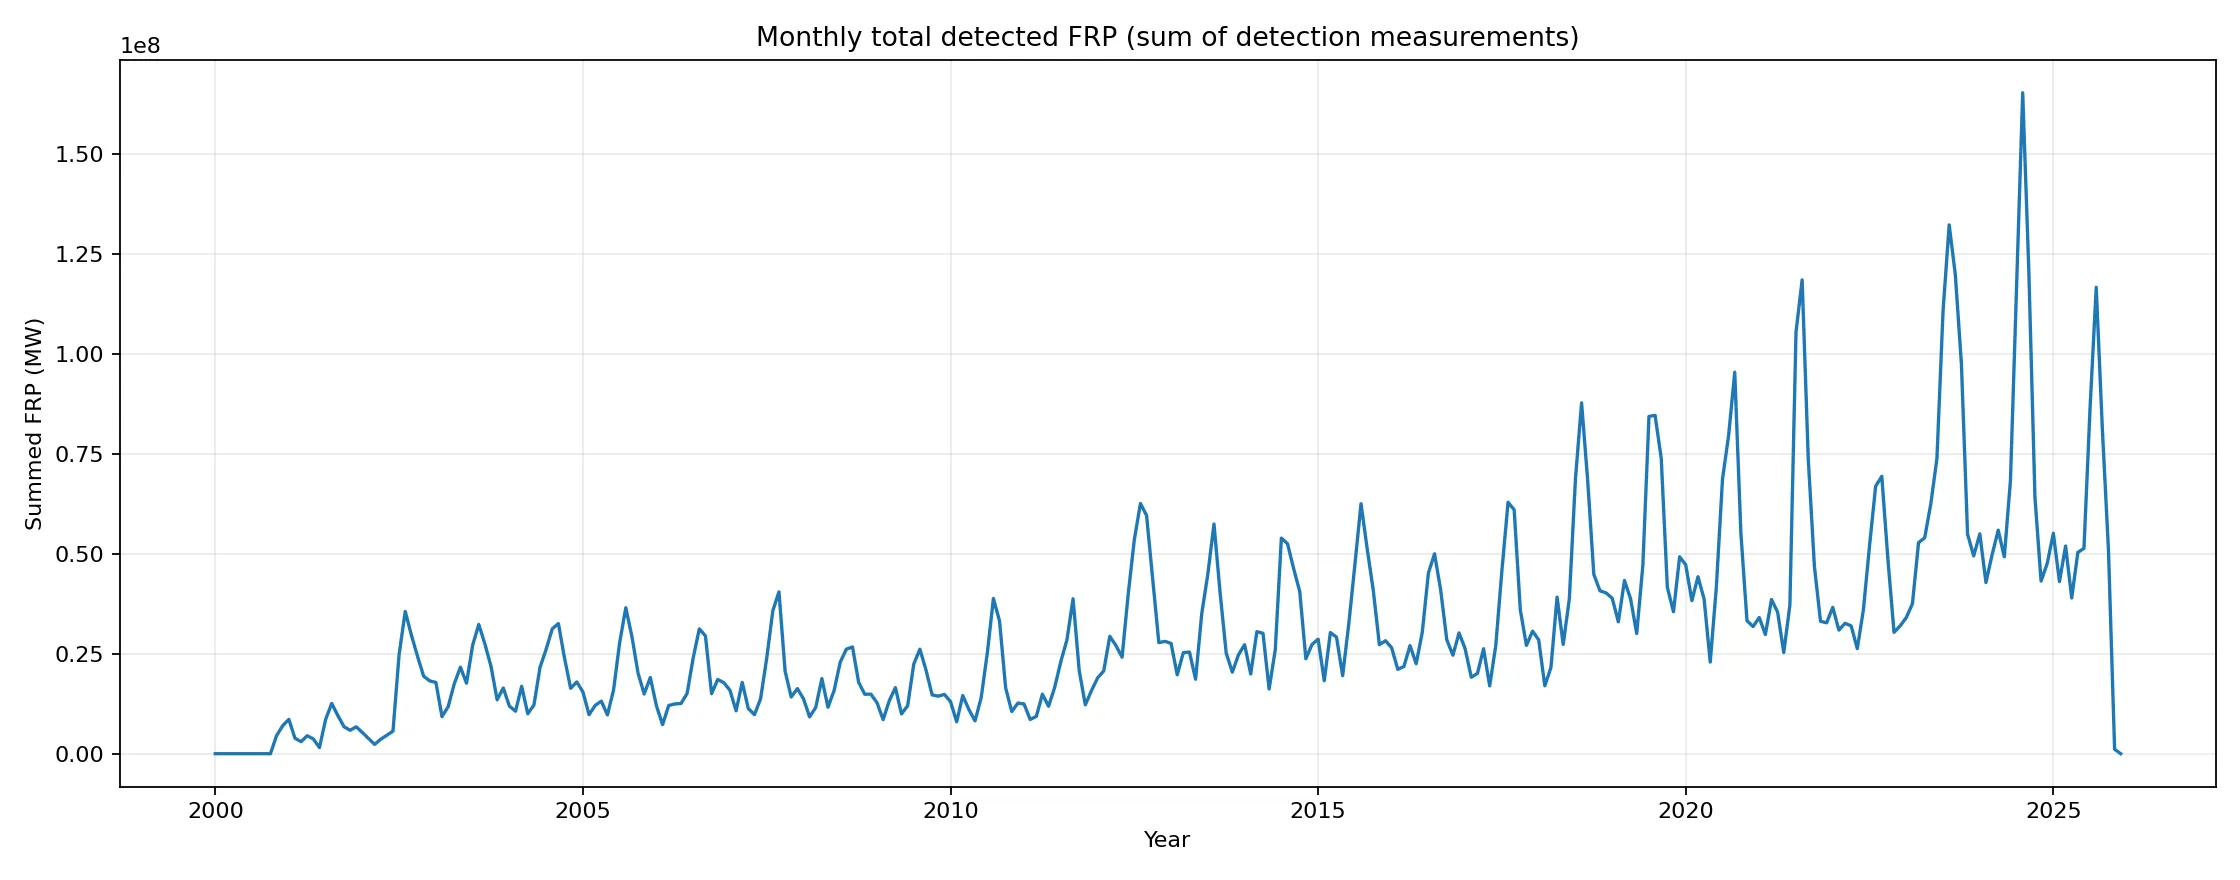 Monthly total detected FRP (sum of detection measurements)
1e8
1.50
1.25
1.00
0.75
0.50
0.25
0.00
Summed FRP (MW)
2000 2005 2010 2015 2020 2025
Year